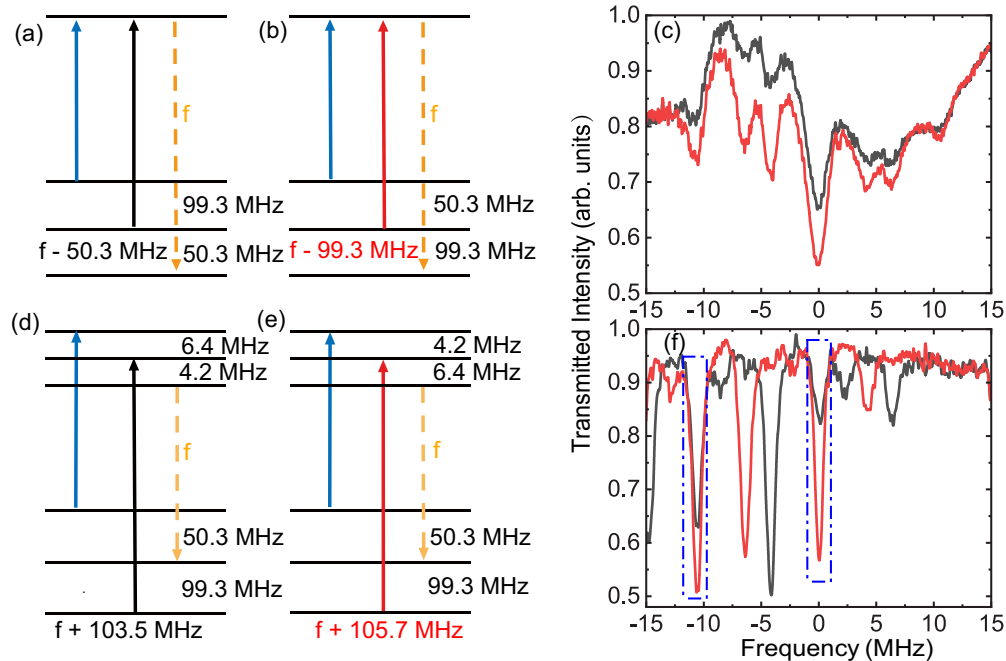 (a)
f
99.3 MHz
f - 50.3 MHz
50.3 MHz
(b)
f
50.3 MHz
f - 99.3 MHz
99.3 MHz
(c)
1.0
0.9
0.8
0.7
0.6
0.5
-15
-10
-5
0
5
10
15
Transmitted Intensity (arb. units)
(d)
6.4 MHz
4.2 MHz
f
50.3 MHz
99.3 MHz
f + 103.5 MHz
(e)
4.2 MHz
6.4 MHz
f
50.3 MHz
99.3 MHz
f + 105.7 MHz
(f)
1.0
0.9
0.8
0.7
0.6
0.5
-15
-10
-5
0
5
10
15
Frequency (MHz)